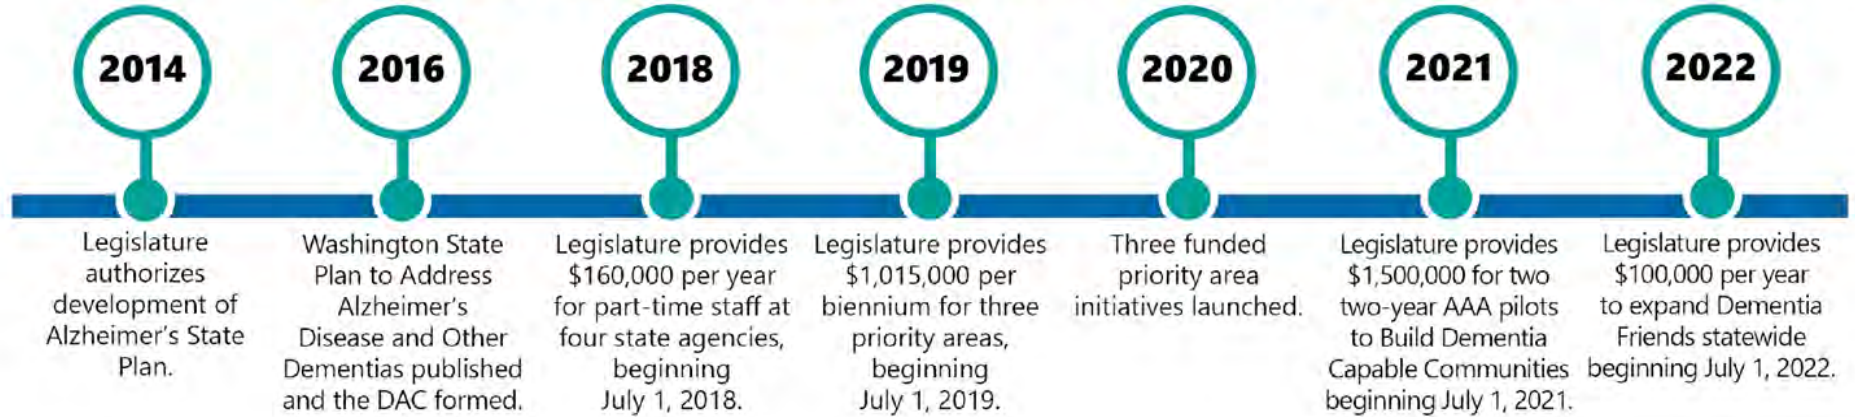 2014
Legislature
authorizes
development of
Alzheimer's State
Plan.
2016
Washington State
Plan to Address
Alzheimer's
Disease and Other
Dementias published
and the DAC formed.
2018
Legislature provides
$160,000 per year
for part-time staff at
four state agencies,
beginning
July 1, 2018.
2019
Legislature provides
$1,015,000 per
biennium for three
priority areas,
beginning
July 1, 2019.
2020
Three funded
priority area
initiatives launched.
2021
Legislature provides
$1,500,000 for two
two-year AAA pilots
to Build Dementia
Capable Communities
beginning July 1, 2021.
2022
Legislature provides
$100,000 per year
to expand Dementia
Friends statewide
beginning July 1, 2022.